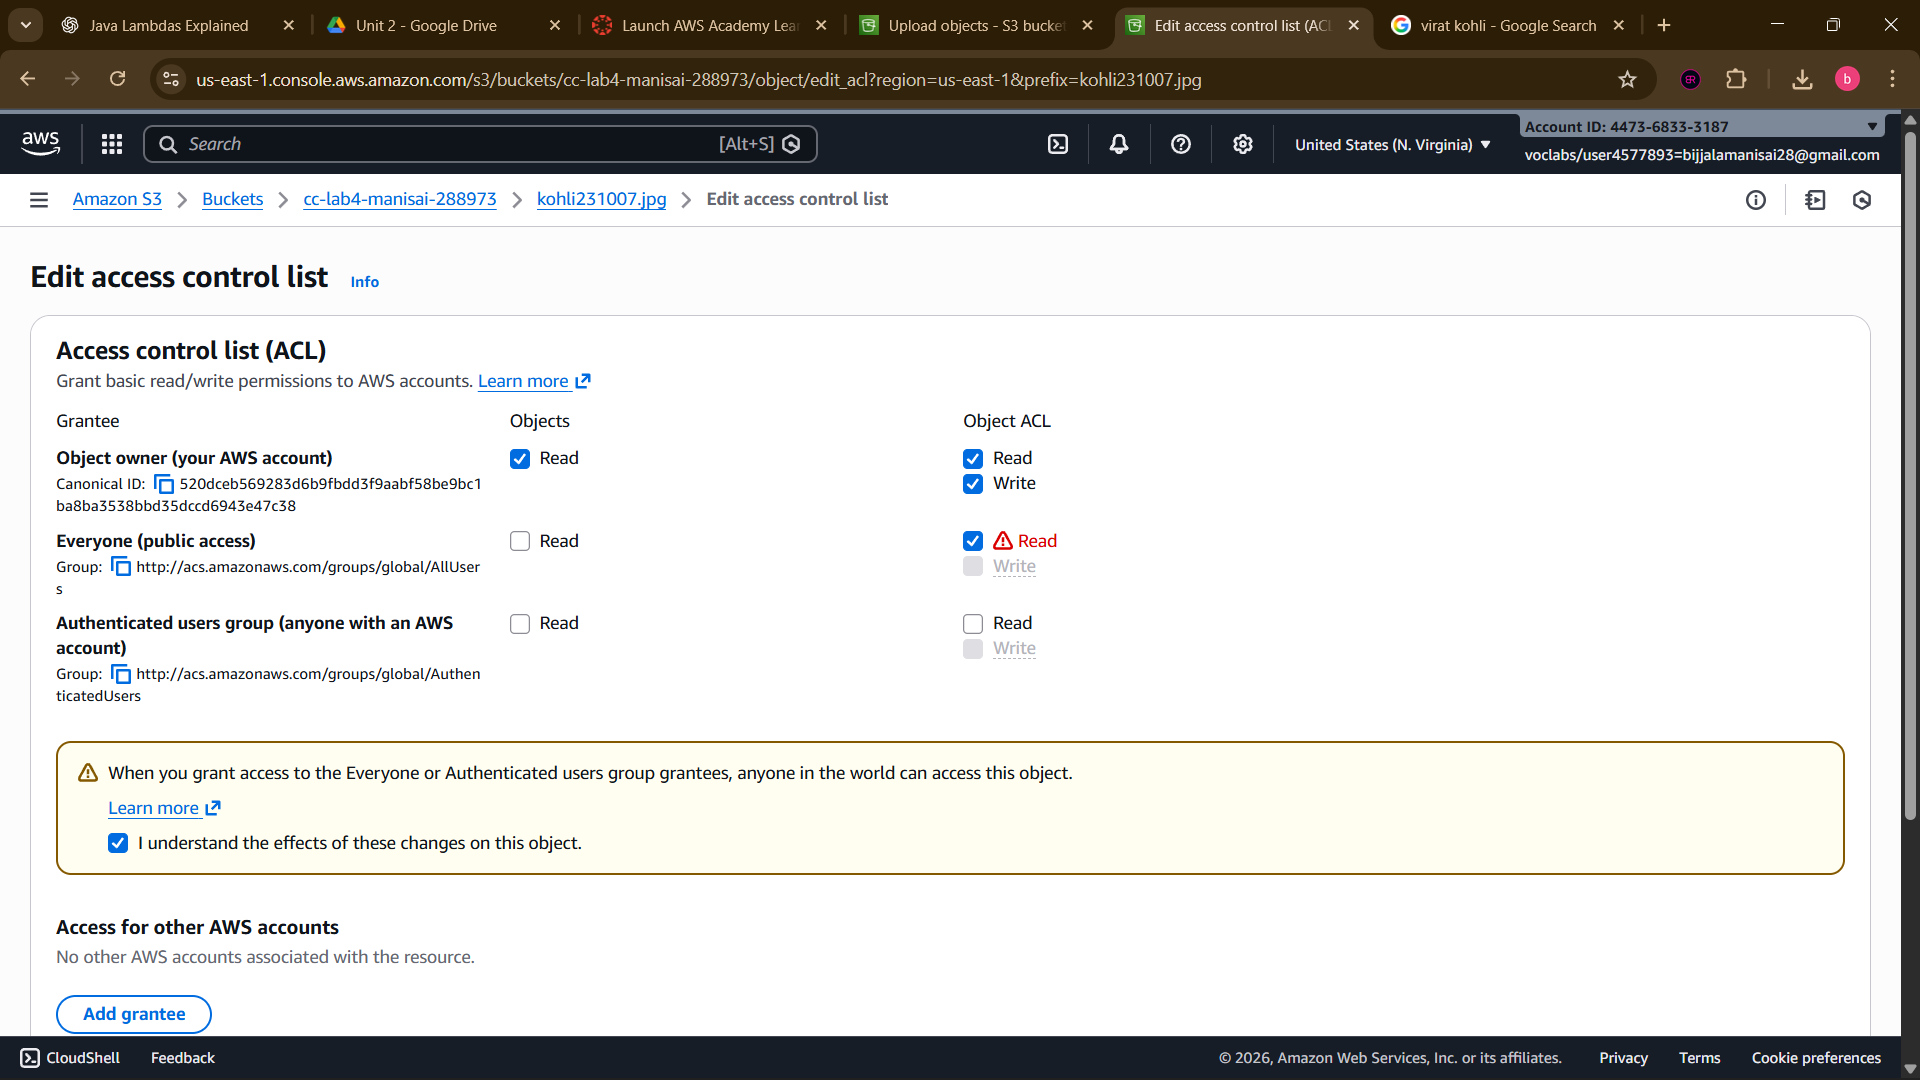 Java Lambdas Explained
Unit 2 - Google Drive
Launch AWS Academy Lea
Upload objects - S3 bucket
Edit access control list (ACL
virat kohli - Google Search
us-east-1.console.aws.amazon.com/s3/buckets/cc-lab4-manisai-288973/object/edit_acl?region=us-east-1&prefix=kohli231007.jpg
BR
b
aws
Search
[Alt+S]
United States (N. Virginia)
Account ID: 4473-6833-3187
voclabs/user4577893=bijjalamanisai28@gmail.com
Amazon S3 > Buckets > cc-lab4-manisai-288973 > kohli231007.jpg > Edit access control list
Edit access control list Info
Access control list (ACL)
Grant basic read/write permissions to AWS accounts. Learn more
Grantee Objects Object ACL
Object owner (your AWS account) Read Read
Write
Canonical ID: 520dceb569283d6b9fbdd3f9aabf58be9bc1
ba8ba3538bbd35dccd6943e47c38
Everyone (public access) Read Read
Write
Group: http://acs.amazonaws.com/groups/global/AllUser
s
Authenticated users group (anyone with an AWS Read Read
account) Write
Group: http://acs.amazonaws.com/groups/global/Authen
ticatedUsers
When you grant access to the Everyone or Authenticated users group grantees, anyone in the world can access this object.
Learn more
I understand the effects of these changes on this object.
Access for other AWS accounts
No other AWS accounts associated with the resource.
Add grantee
CloudShell Feedback © 2026, Amazon Web Services, Inc. or its affiliates. Privacy Terms Cookie preferences